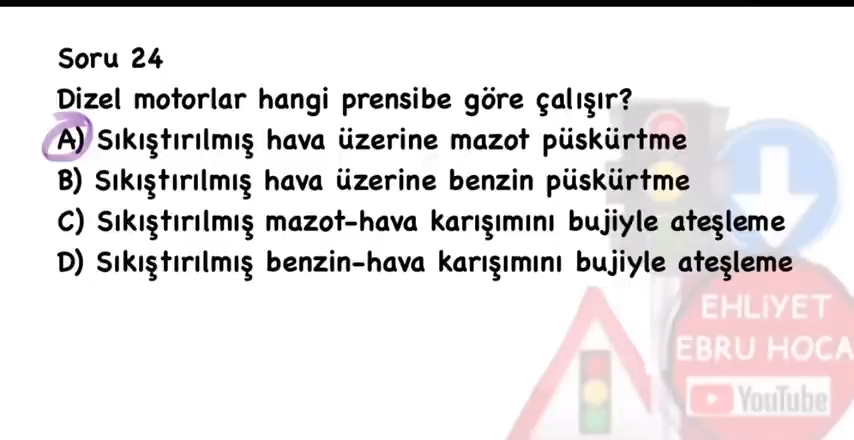 Soru 24
Dizel motorlar hangi prensibe göre çalışır?
A) Sıkıştırılmış hava üzerine mazot püskürtme
B) Sıkıştırılmış hava üzerine benzin püskürtme
C) Sıkıştırılmış mazot-hava karışımını bujiyle ateşleme
D) Sıkıştırılmış benzin-hava karışımını bujiyle ateşleme
EHLİYET
EBRU HOCA
YouTube